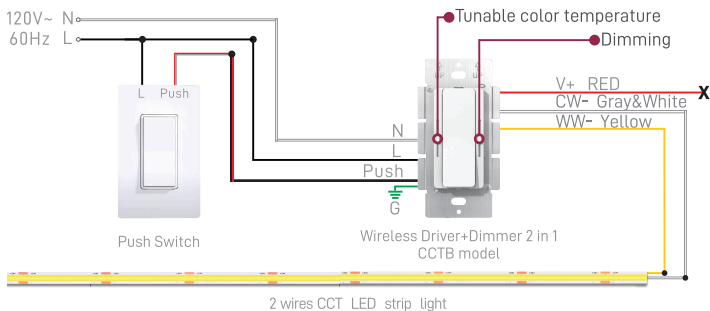 120V~ N
60Hz L
Tunable color temperature
Dimming
L Push
V+ RED
X
CW- Gray&White
WW- Yellow
N
L
Push
G
Push Switch
Wireless Driver+Dimmer 2 in 1
CCTB model
2 wires CCT LED strip light